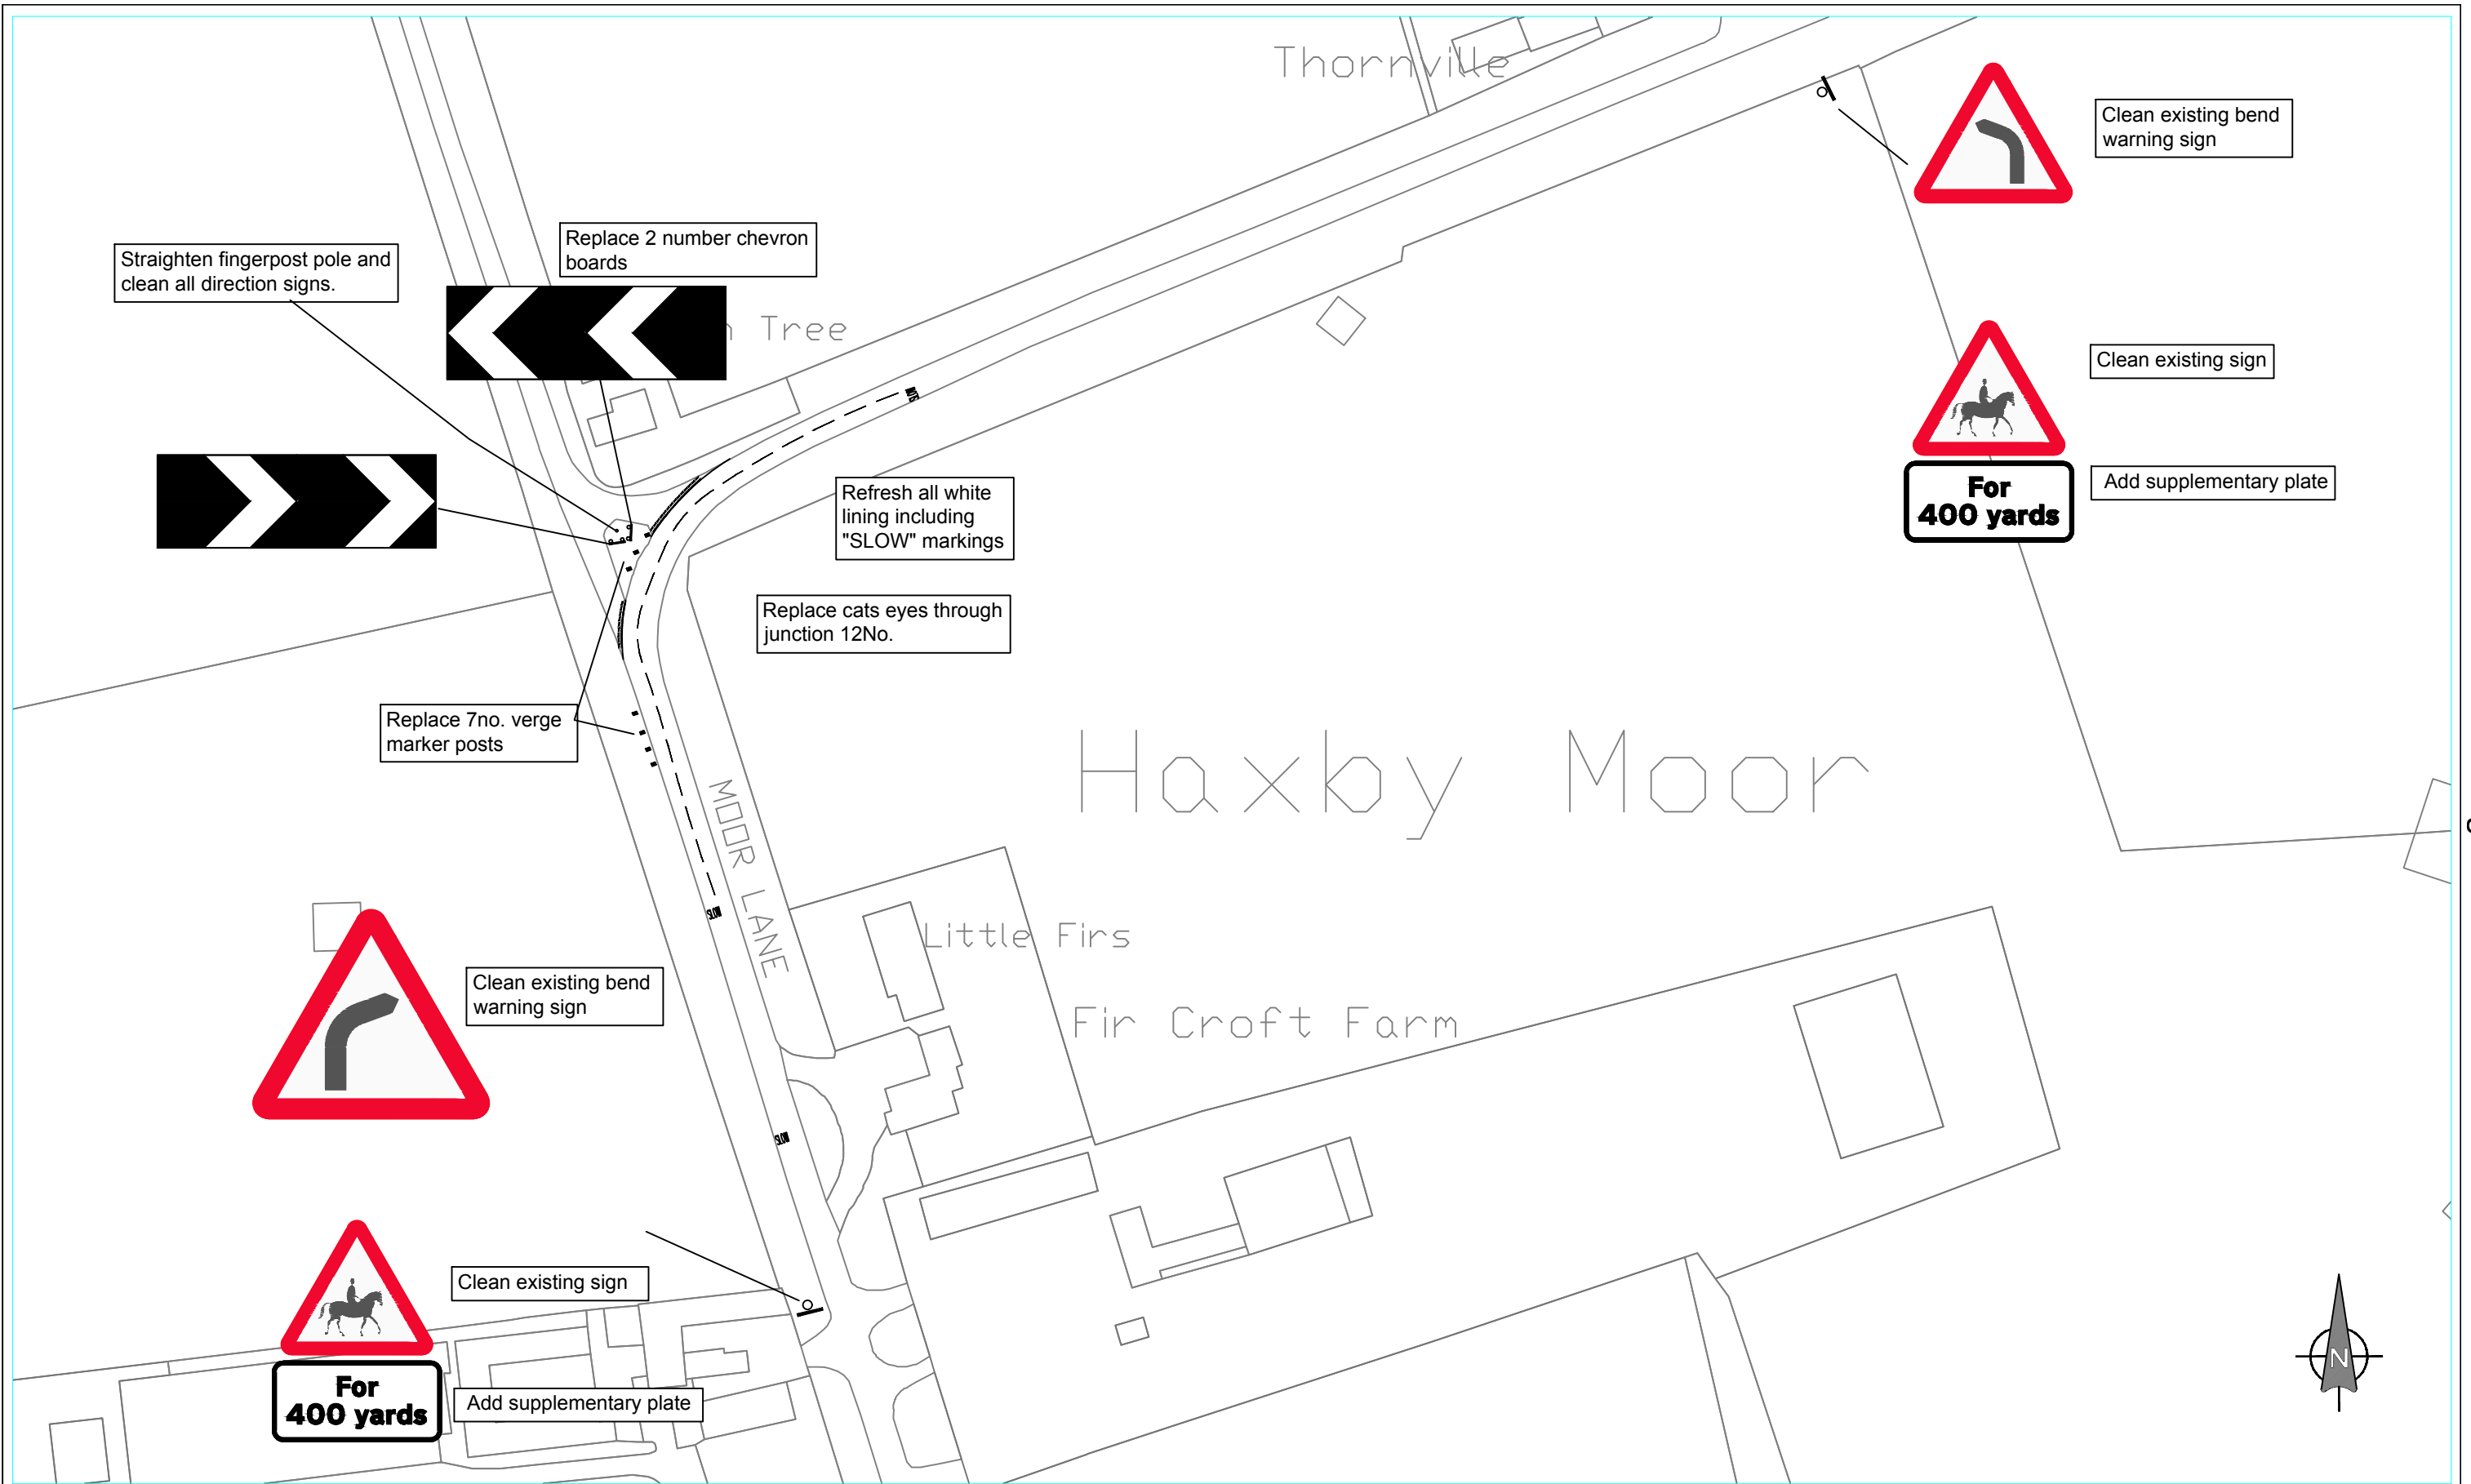 Thornville
Clean existing bend
warning sign
Replace 2 number chevron
boards
Straighten fingerpost pole and
clean all direction signs.
Tree
Clean existing sign
For
400 yards
Add supplementary plate
SLOW
Refresh all white
lining including
"SLOW" markings
Replace cats eyes through
junction 12No.
Replace 7no. verge
marker posts
Haxby Moor
MOOR LANE
SLOW
Little Firs
Clean existing bend
warning sign
Fir Croft Farm
SLOW
Clean existing sign
For
400 yards
Add supplementary plate
N